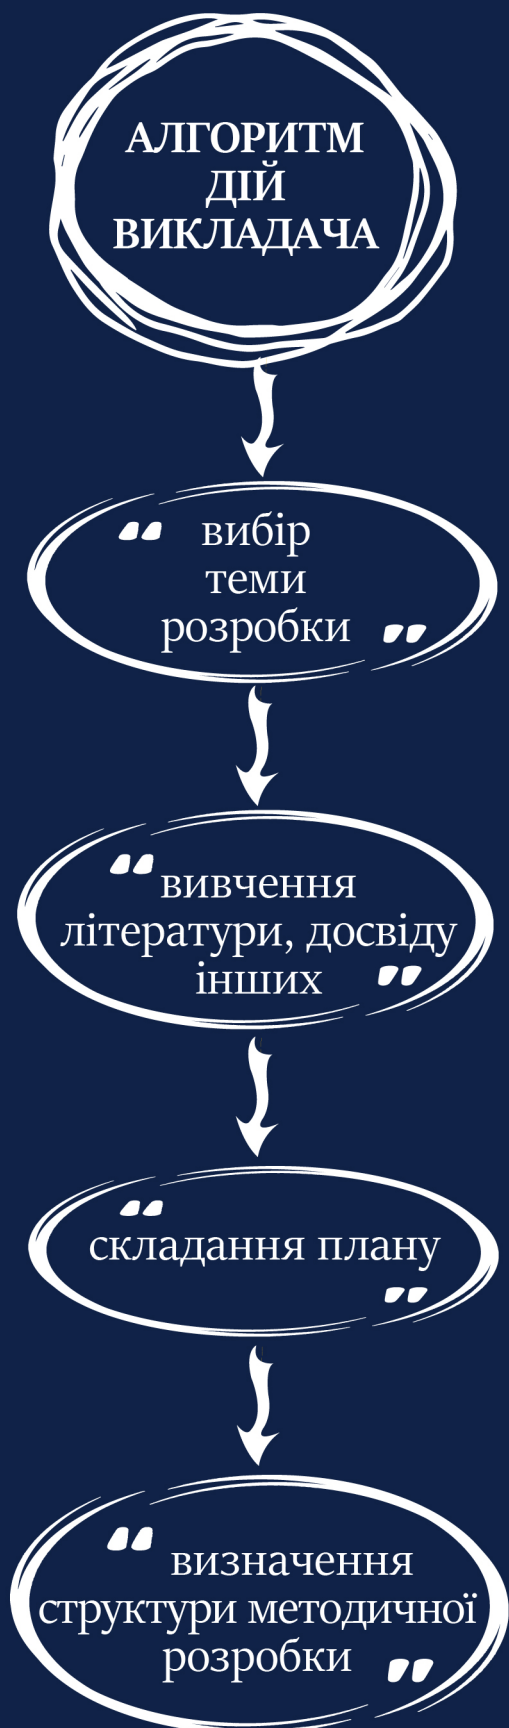 АЛГОРИТМ
ДІЙ
ВИКЛАДАЧА
“ вибір
теми
розробки ”
“ вивчення
літератури, досвіду
інших ”
“
складання плану
”
“ визначення
структури методичної
розробки ”